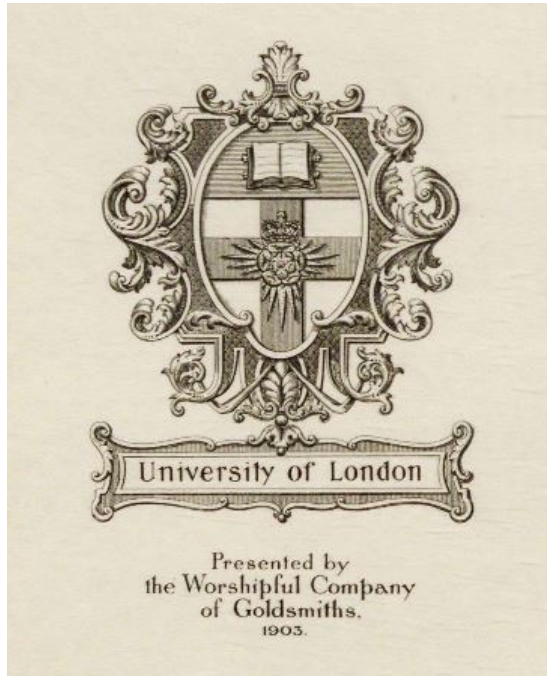 University of London
Presented by
the Worshipful Company
of Goldsmiths.
1903.